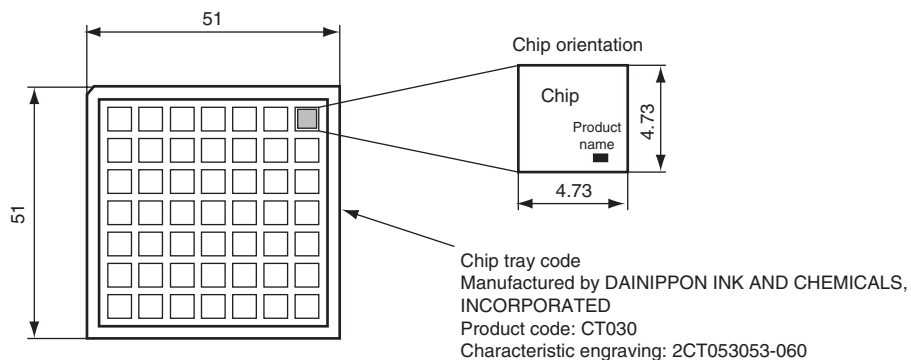 51
Chip orientation
Chip
Product
name
4.73
4.73
51
Chip tray code
Manufactured by DAINIPPON INK AND CHEMICALS,
INCORPORATED
Product code: CT030
Characteristic engraving: 2CT053053-060